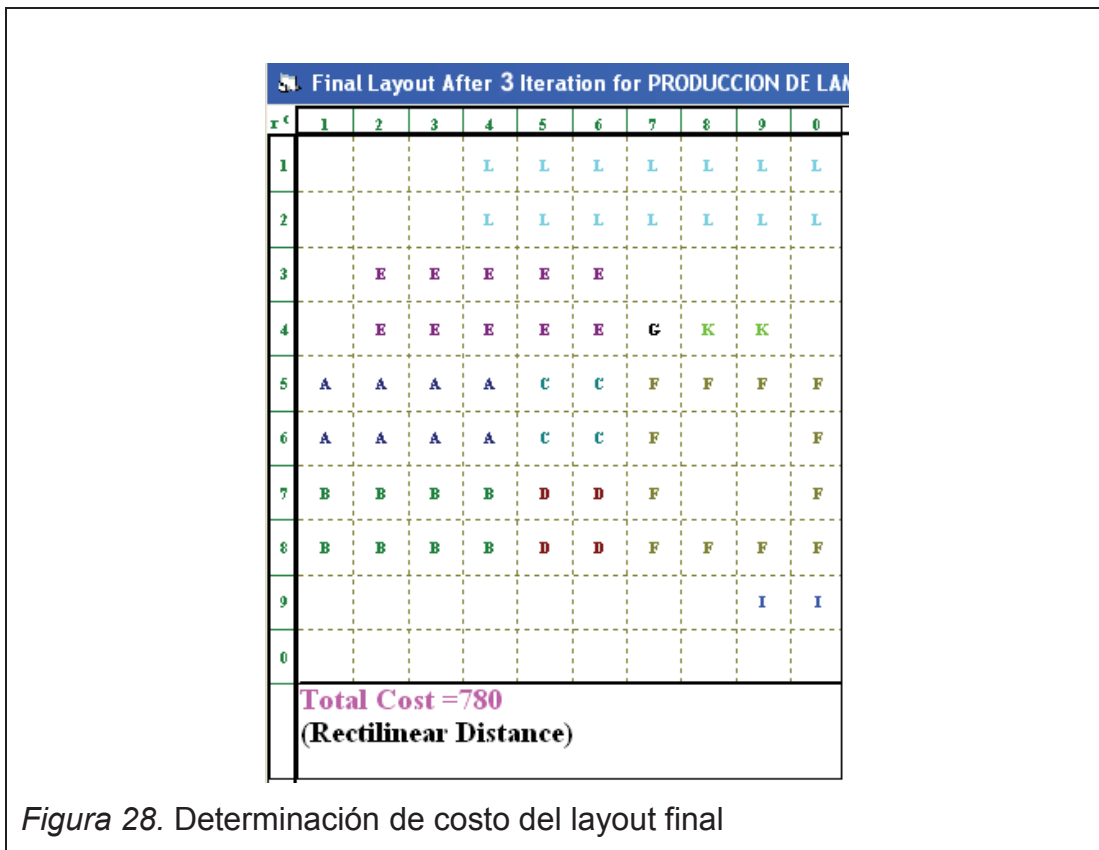 Final Layout After 3 Iteration for PRODUCCION DE LAM
r c 1 2 3 4 5 6 7 8 9 0
1 L L L L L L L
2 L L L L L L L
3 E E E E E
4 E E E E E G K K
5 A A A A C C F F F F
6 A A A A C C F F
7 B B B B D D F F
8 B B B B D D F F F F
9 I I
0
Total Cost =780
(Rectilinear Distance)
Figura 28. Determinación de costo del layout final